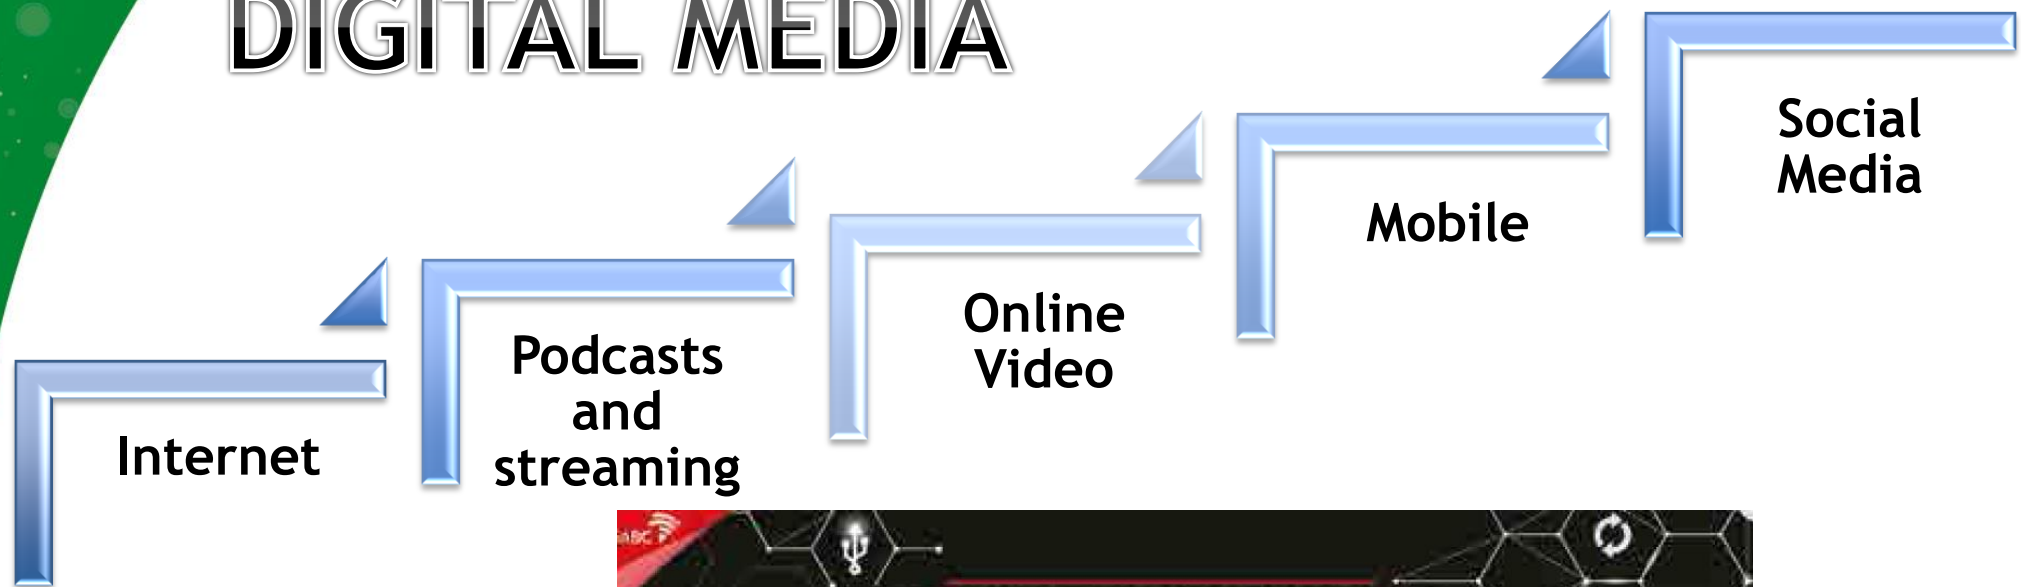 DIGITAL MEDIA
Social
Media
Mobile
Online
Video
Podcasts
and
streaming
Internet